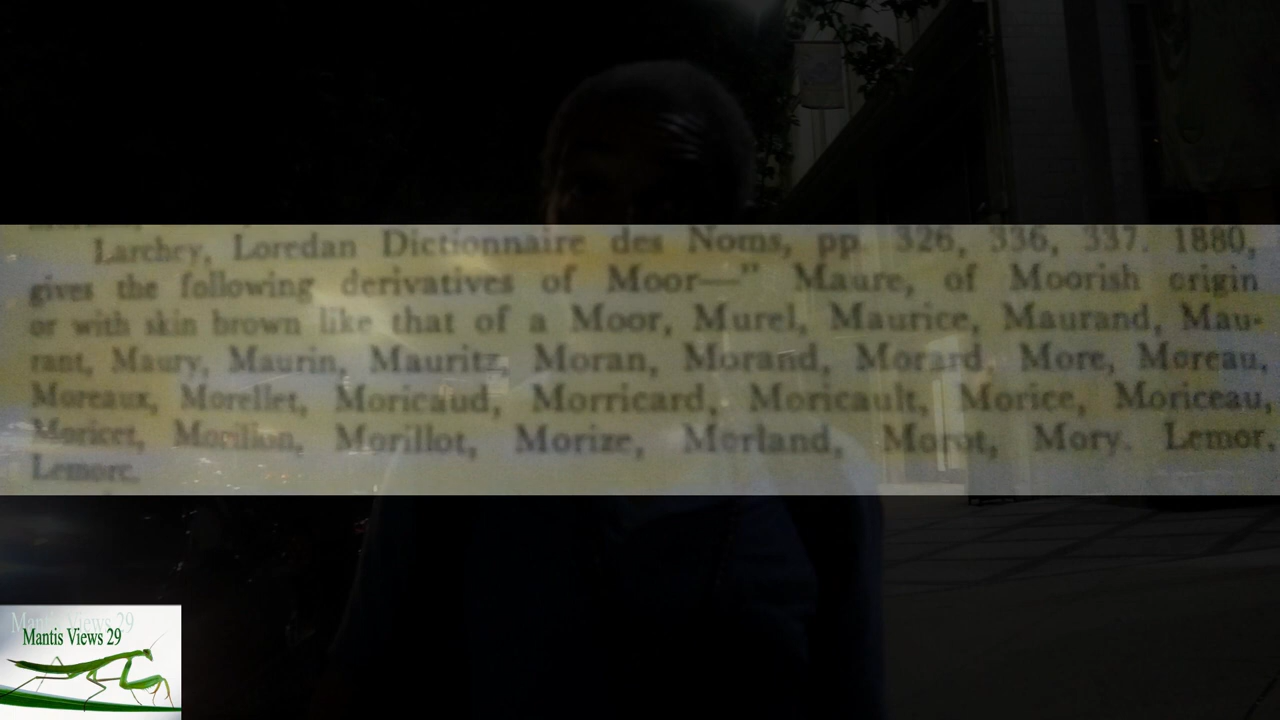 Larchey, Loredan Dictionnaire des Noms, pp. 326, 336, 337. 1880,
gives the following derivatives of Moor—" Maure, of Moorish origin
or with skin brown like that of a Moor, Murel, Maurice, Maurand, Mau-
rant, Maury, Maurin, Mauritz, Moran, Morand, Morard, More, Moreau,
Moreaux, Morellet, Moricaud, Morricard, Moricault, Morice, Moriceau,
Moricet, Morillon, Morillot, Morize, Morland, Morot, Mory. Lemor,
Lemore.
Mantis Views 29
Mantis Views 29